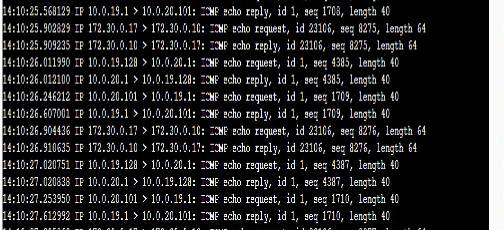 14:10:25.568129 IP 10.0.19.1 > 10.0.20.101: ICMP echo reply, id 1, seq 1708, length 40
14:10:25.902829 IP 172.30.0.17 > 172.30.0.10: ICMP echo request, id 23106, seq 8275, length 64
14:10:25.909235 IP 172.30.0.10 > 172.30.0.17: ICMP echo reply, id 23106, seq 8275, length 64
14:10:26.011990 IP 10.0.19.128 > 10.0.20.1: ICMP echo request, id 1, seq 4385, length 40
14:10:26.012100 IP 10.0.20.1 > 10.0.19.128: ICMP echo reply, id 1, seq 4385, length 40
14:10:26.246212 IP 10.0.20.101 > 10.0.19.1: ICMP echo request, id 1, seq 1709, length 40
14:10:26.607001 IP 10.0.19.1 > 10.0.20.101: ICMP echo reply, id 1, seq 1709, length 40
14:10:26.904436 IP 172.30.0.17 > 172.30.0.10: ICMP echo request, id 23106, seq 8276, length 64
14:10:26.910635 IP 172.30.0.10 > 172.30.0.17: ICMP echo reply, id 23106, seq 8276, length 64
14:10:27.020751 IP 10.0.19.128 > 10.0.20.1: ICMP echo request, id 1, seq 4387, length 40
14:10:27.020838 IP 10.0.20.1 > 10.0.19.128: ICMP echo reply, id 1, seq 4387, length 40
14:10:27.253950 IP 10.0.20.101 > 10.0.19.1: ICMP echo request, id 1, seq 1710, length 40
14:10:27.612992 IP 10.0.19.1 > 10.0.20.101: ICMP echo reply, id 1, seq 1710, length 40